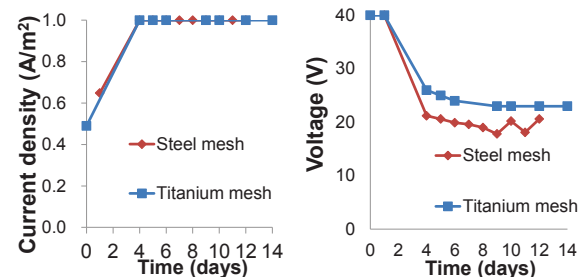 Current density (A/m²)
1.0
0.8
0.6
0.4
0.2
0.0
Steel mesh
Titanium mesh
0 2 4 6 8 10 12 14
Time (days)
Voltage (V)
40
30
20
10
0
Titanium mesh
Steel mesh
0 2 4 6 8 10 12 14
Time (days)